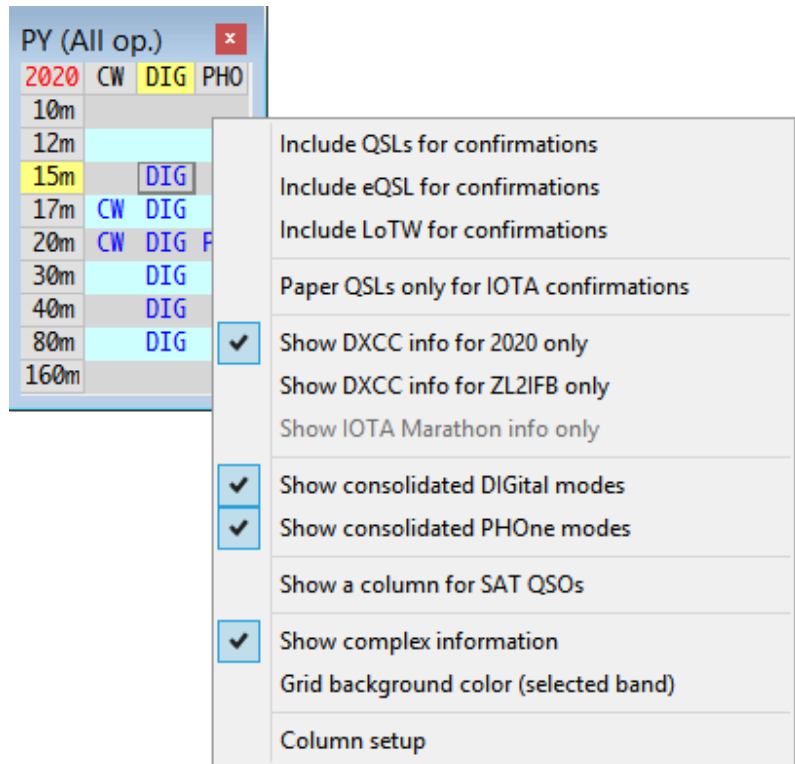 PY (All op.)
2020 CW DIG PHO
10m
12m
15m DIG
17m CW DIG
20m CW DIG
30m DIG
40m DIG
80m DIG
160m
Include QSLs for confirmations
Include eQSL for confirmations
Include LoTW for confirmations
Paper QSLs only for IOTA confirmations
Show DXCC info for 2020 only
Show DXCC info for ZL2IFB only
Show IOTA Marathon info only
Show consolidated DIGital modes
Show consolidated PHOne modes
Show a column for SAT QSOs
Show complex information
Grid background color (selected band)
Column setup